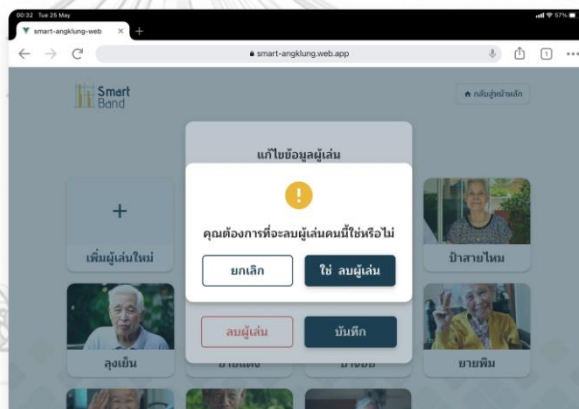 00:32 Tue 25 May
57%
smart-angklung-web
smart-angklung.web.app
1
Smart
Band
กลับสู่หน้าหลัก
แก้ไขข้อมูลผู้เล่น
คุณต้องการที่จะลบผู้เล่นคนนี้ใช่หรือไม่
ยกเลิก
ใช่ ลบผู้เล่น
เพิ่มผู้เล่นใหม่
ป้าสายไหม
ลบผู้เล่น
บันทึก
ลุงเย็น
ยายพิม